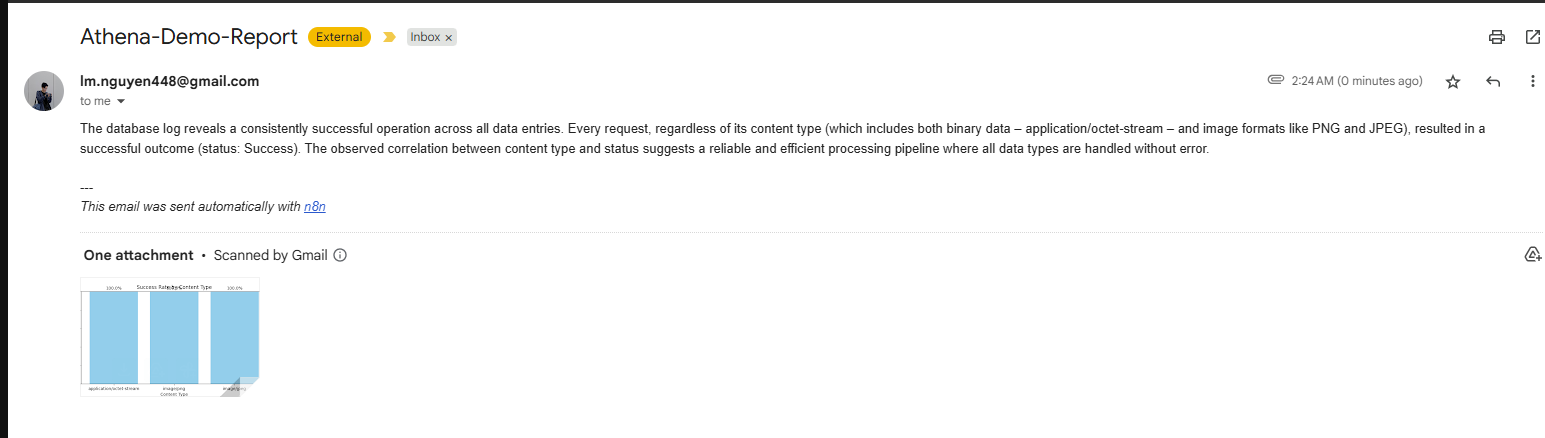 Athena-Demo-Report External Inbox ×
lm.nguyen448@gmail.com 2:24 AM (0 minutes ago)
to me
The database log reveals a consistently successful operation across all data entries. Every request, regardless of its content type (which includes both binary data – application/octet-stream – and image formats like PNG and JPEG), resulted in a
successful outcome (status: Success). The observed correlation between content type and status suggests a reliable and efficient processing pipeline where all data types are handled without error.
---
This email was sent automatically with n8n
One attachment • Scanned by Gmail
Success Rate by Content Type
100.0% 100.0%
application/octet-stream image/png
Content Type